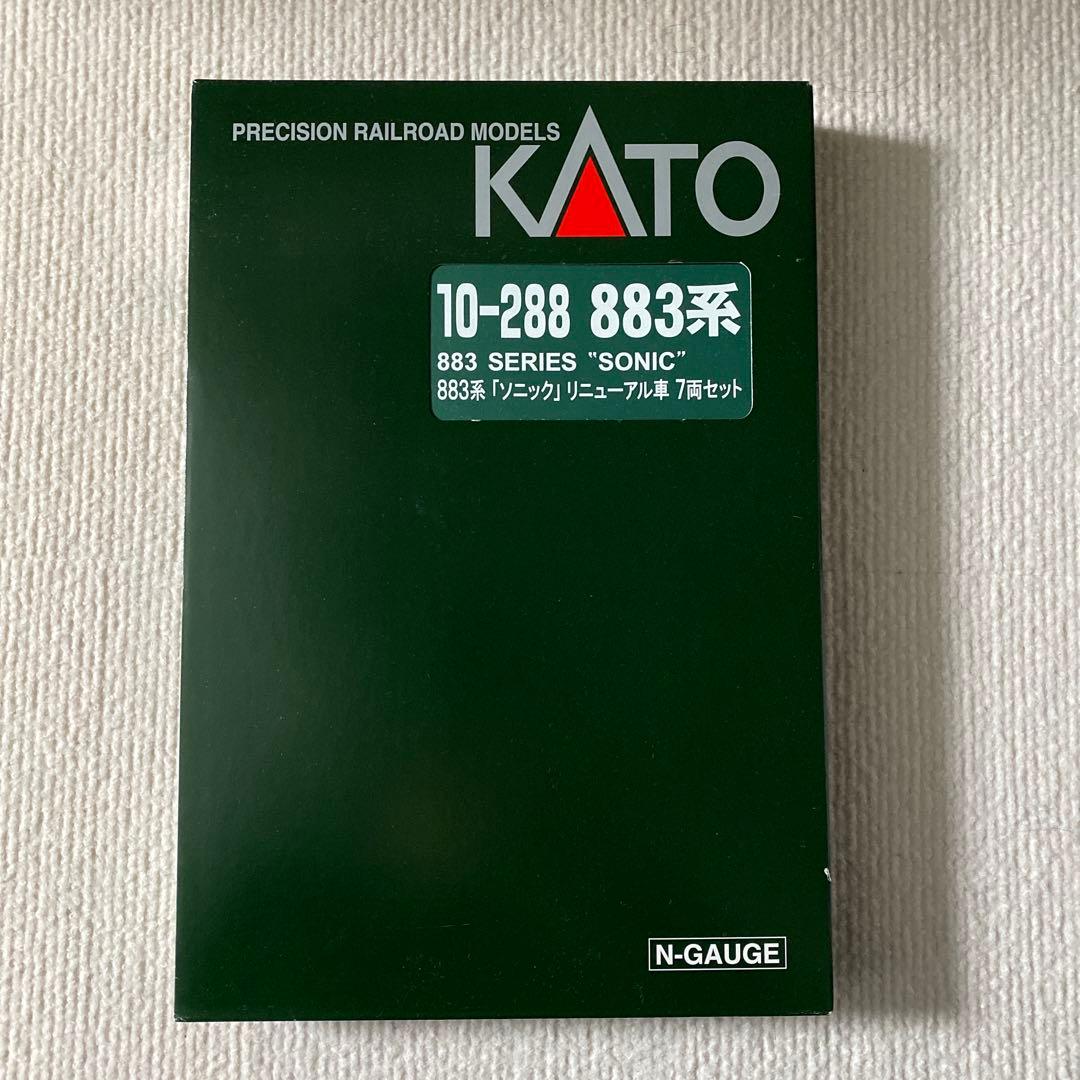 PRECISION RAILROAD MODELS
KATO
10-288 883系
883 SERIES "SONIC"
883系「ソニック」リニューアル車 7両セット
N-GAUGE